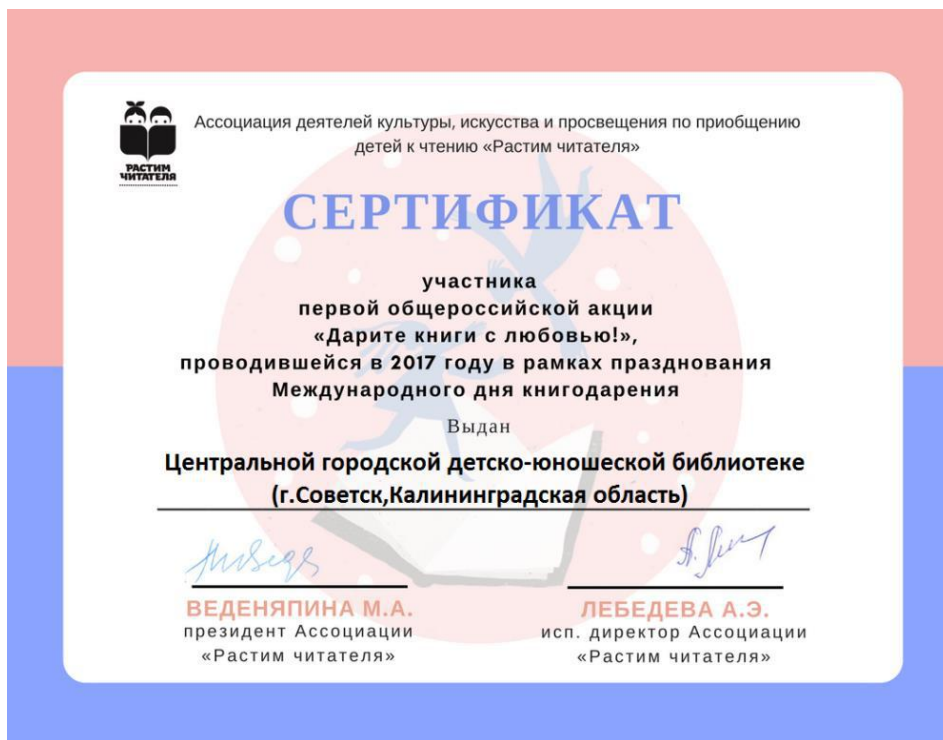 РАСТИМ
ЧИТАТЕЛЯ
Ассоциация деятелей культуры, искусства и просвещения по приобщению
детей к чтению «Растим читателя»
СЕРТИФИКАТ
участника
первой общероссийской акции
«Дарите книги с любовью!»,
проводившейся в 2017 году в рамках празднования
Международного дня книгодарения
Выдан
Центральной городской детско-юношеской библиотеке
(г.Советск,Калининградская область)
ВЕДЕНЯПИНА М.А.
президент Ассоциации
«Растим читателя»
ЛЕБЕДЕВА А.Э.
исп. директор Ассоциации
«Растим читателя»